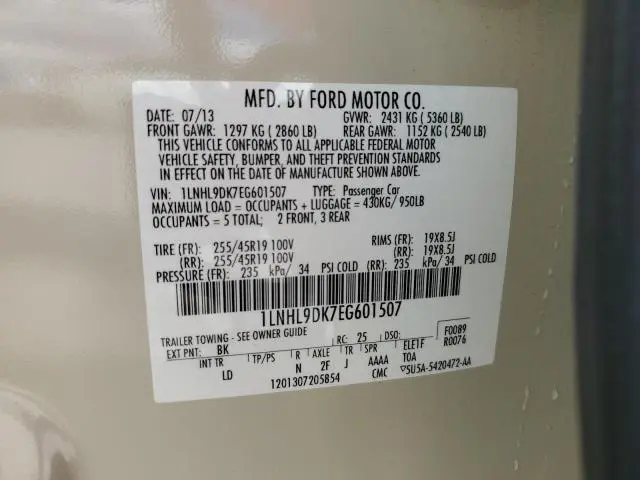 MFD. BY FORD MOTOR CO.
DATE: 07/13 GVWR: 2431 KG ( 5360 LB)
FRONT GAWR: 1297 KG ( 2860 LB) REAR GAWR: 1152 KG ( 2540 LB)
THIS VEHICLE CONFORMS TO ALL APPLICABLE FEDERAL MOTOR
VEHICLE SAFETY, BUMPER, AND THEFT PREVENTION STANDARDS
IN EFFECT ON THE DATE OF MANUFACTURE SHOWN ABOVE.
VIN: 1LNHL9DK7EG601507 TYPE: Passenger Car
MAXIMUM LOAD = OCCUPANTS + LUGGAGE = 430KG/ 950LB
OCCUPANTS = 5 TOTAL; 2 FRONT, 3 REAR
TIRE (FR): 255/45R19 100V RIMS (FR): 19X8.5J
(RR): 255/45R19 100V (RR): 19X8.5J
PRESSURE (FR): 235 kPa/ 34 PSI COLD (RR): 235 kPa/ 34 PSI COLD
1LNHL9DK7EG601507
TRAILER TOWING - SEE OWNER GUIDE RC: 25 DSO: F0089
EXT PNT: BK ELE1F R0076
INT TR TP/PS R AXLE TR SPR TOA
LD N 2F J AAAA CMC ▽5U5A-5420472-AA
1201307205854